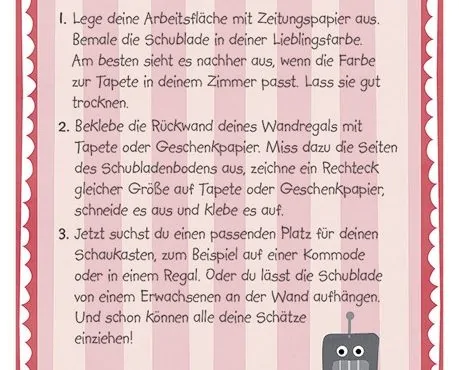 1. Lege deine Arbeitsfläche mit Zeitungspapier aus.
Bemale die Schublade in deiner Lieblingsfarbe.
Am besten sieht es nachher aus, wenn die Farbe
zur Tapete in deinem Zimmer passt. Lass sie gut
trocknen.
2. Beklebe die Rückwand deines Wandregals mit
Tapete oder Geschenkpapier. Miss dazu die Seiten
des Schubladenbodens aus, zeichne ein Rechteck
gleicher Größe auf Tapete oder Geschenkpapier,
schneide es aus und klebe es auf.
3. Jetzt suchst du einen passenden Platz für deinen
Schaukasten, zum Beispiel auf einer Kommode
oder in einem Regal. Oder du lässt die Schublade
von einem Erwachsenen an der Wand aufhängen.
Und schon können alle deine Schätze
einziehen!